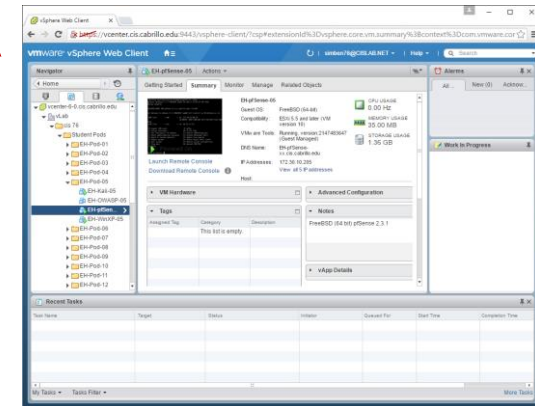 vSphere Web Client
https://vcenter.cis.cabrillo.edu:9443/vsphere-client/?csp#extensionId%3Dvsphere.core.vm.summary%3Bcontext%3Dcom.vmware.cor
vmware® vSphere Web Client
simben76@CISLAB.NET
Help
Search
Navigator
Home
vcenter-6-0.cis.cabrillo.edu
vLab
cis 76
Student Pods
EH-Pod-01
EH-Pod-02
EH-Pod-03
EH-Pod-04
EH-Pod-05
EH-Kali-05
EH-OWASP-05
EH-pfSen...
EH-WinXP-05
EH-Pod-06
EH-Pod-07
EH-Pod-08
EH-Pod-09
EH-Pod-10
EH-Pod-11
EH-Pod-12
EH-pfSense-05
Actions
Getting Started Summary Monitor Manage Related Objects
EH-pfSense-05
Guest OS: FreeBSD (64-bit)
Compatibility: ESXi 5.5 and later (VM version 10)
VMware Tools: Running, version:2147483647 (Guest Managed)
DNS Name: EH-pfSense-05.cis.cabrillo.edu
IP Addresses: 172.30.10.205
View all 5 IP addresses
Host:
CPU USAGE
0.00 Hz
MEMORY USAGE
35.00 MB
STORAGE USAGE
1.36 GB
Launch Remote Console
Download Remote Console
VM Hardware
Advanced Configuration
Tags
Assigned Tag Category Description
This list is empty.
Notes
FreeBSD (64 bit) pfSense 2.3.1
vApp Details
Alarms
All... New (0) Acknow...
Work In Progress
Recent Tasks
Task Name Target Status Initiator Queued For Start Time Completion Time
My Tasks Tasks Filter
More Tasks